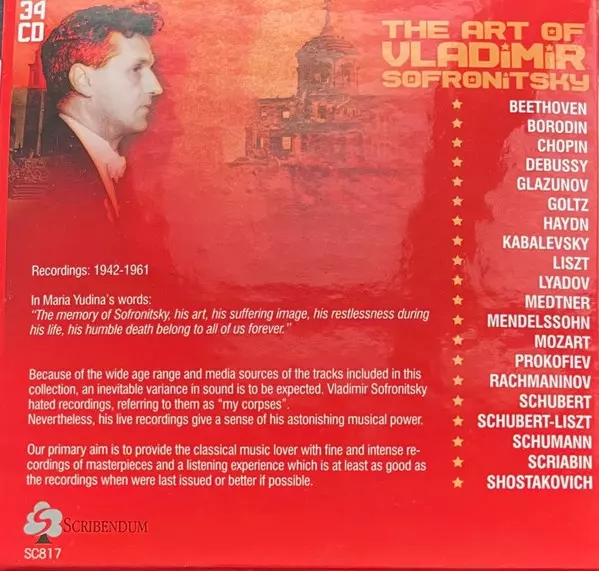 34
CD
THE ART OF
VLADIMIR
SOFRONITSKY
BEETHOVEN
BORODIN
CHOPIN
DEBUSSY
GLAZUNOV
GOLTZ
HAYDN
KABALEVSKY
LISZT
LYADOV
MEDTNER
MENDELSSOHN
MOZART
PROKOFIEV
RACHMANINOV
SCHUBERT
SCHUBERT-LISZT
SCHUMANN
SCRIABIN
SHOSTAKOVICH
Recordings: 1942-1961
In Maria Yudina's words:
"The memory of Sofronitsky, his art, his suffering image, his restlessness during
his life, his humble death belong to all of us forever."
Because of the wide age range and media sources of the tracks included in this
collection, an inevitable variance in sound is to be expected. Vladimir Sofronitsky
hated recordings, referring to them as "my corpses".
Nevertheless, his live recordings give a sense of his astonishing musical power.
Our primary aim is to provide the classical music lover with fine and intense re-
cordings of masterpieces and a listening experience which is at least as good as
the recordings when were last issued or better if possible.
SCRIBENDUM
SC817